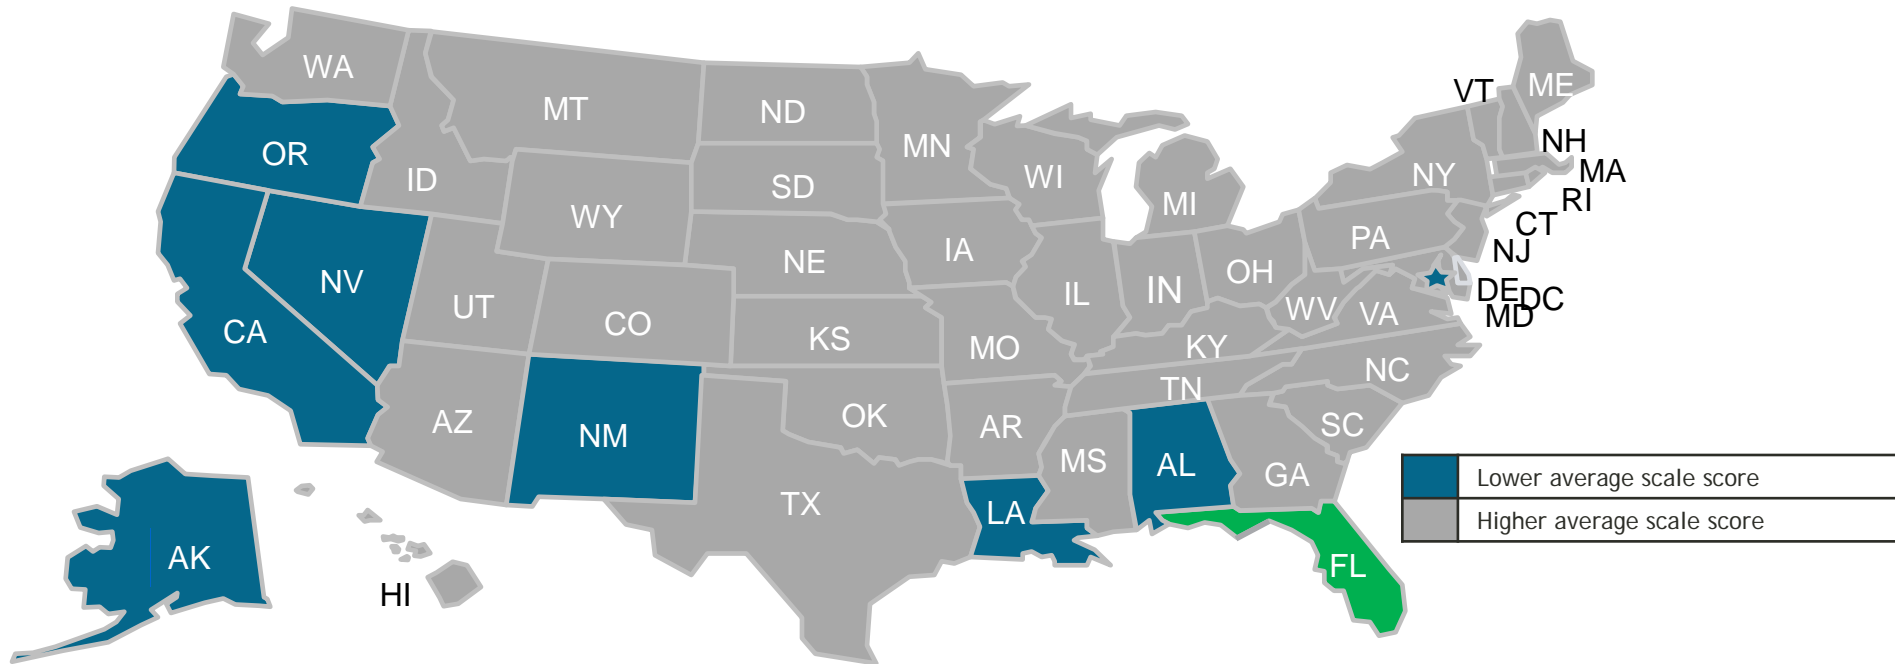 WA
MT
ND
MN
VT
ME
OR
ID
SD
WI
MI
NY
NH
MA
RI
WY
CT
NJ
NV
NE
IA
PA
CA
UT
CO
KS
IL
IN
OH
WV
VA
DE
DC
MD
MO
KY
NC
AZ
NM
OK
AR
TN
SC
MS
AL
GA
TX
LA
FL
AK
HI
Lower average scale score
Higher average scale score